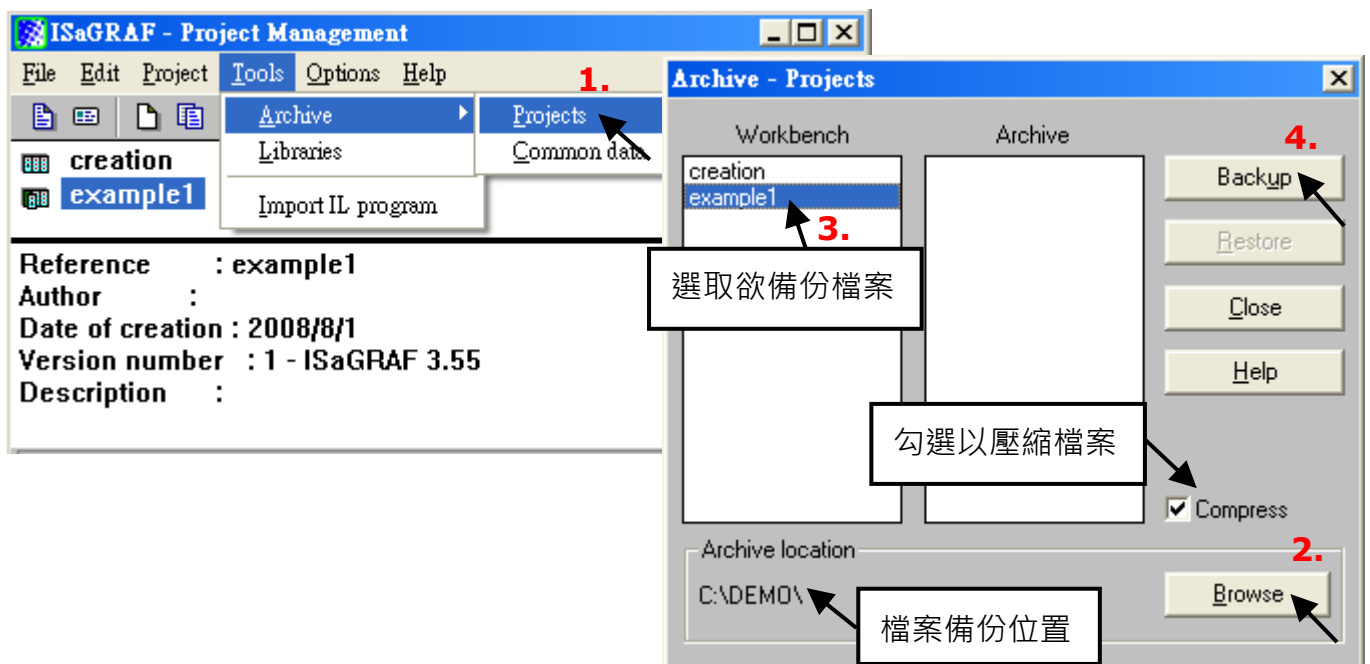 ISaGRAF - Project Management
File Edit Project Tools Options Help
1.
Archive
Projects
Libraries
Common data
Import IL program
creation
example1
Reference : example1
Author :
Date of creation : 2008/8/1
Version number : 1 - ISaGRAF 3.55
Description :
Archive - Projects
Workbench
Archive
4.
creation
example1
3.
選取欲備份檔案
Backup
Restore
Close
Help
勾選以壓縮檔案
Compress
Archive location
2.
C:\DEMO\
Browse
檔案備份位置